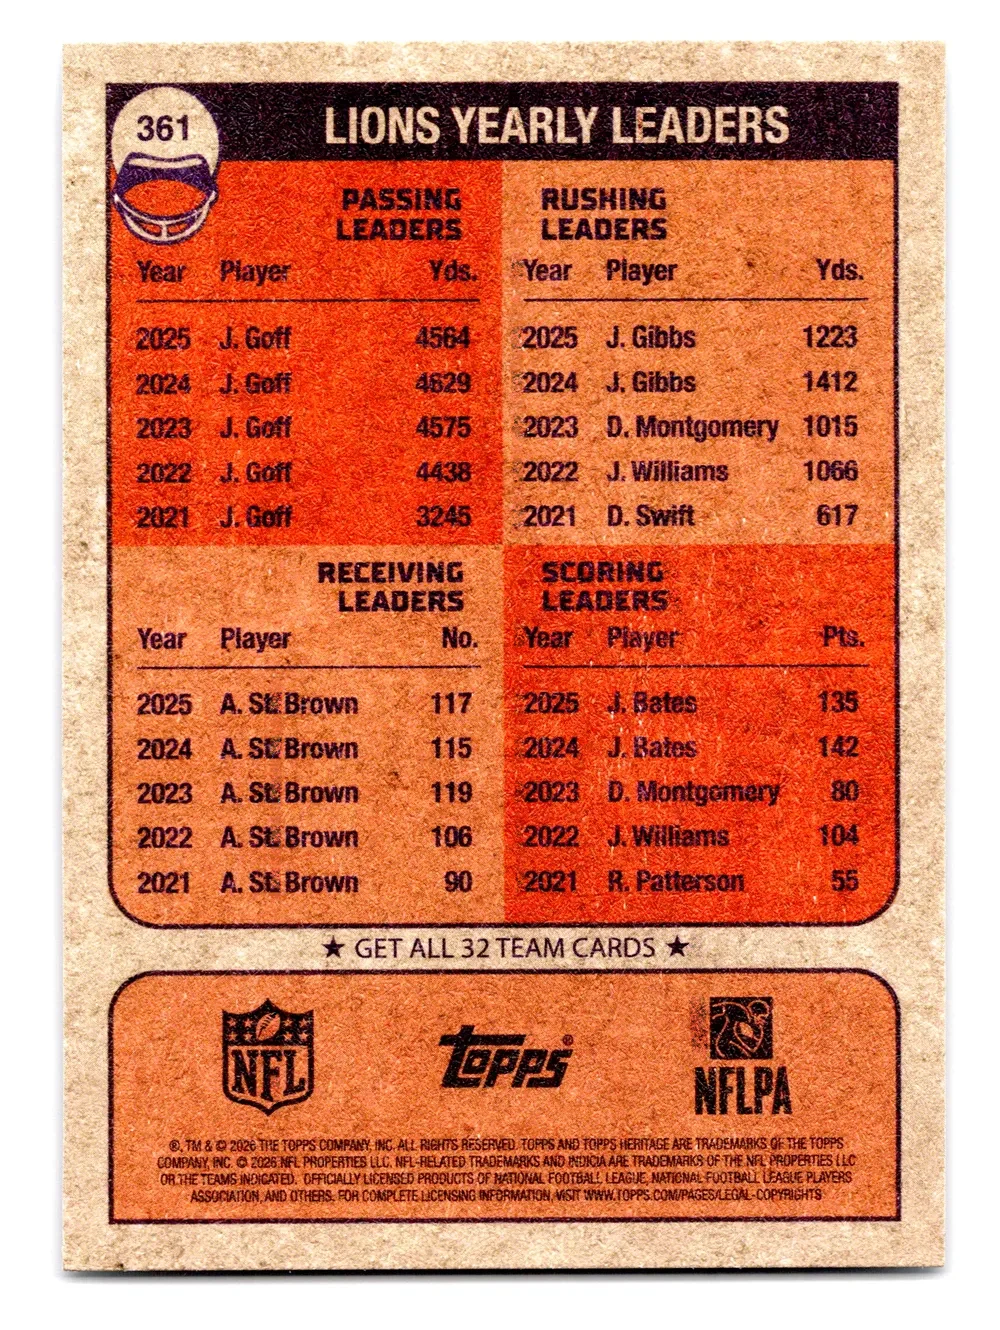 361
LIONS YEARLY LEADERS
PASSING
LEADERS
Year Player Yds.
2025 J. Goff 4564
2024 J. Goff 4629
2023 J. Goff 4575
2022 J. Goff 4438
2021 J. Goff 3245
RUSHING
LEADERS
Year Player Yds.
2025 J. Gibbs 1223
2024 J. Gibbs 1412
2023 D. Montgomery 1015
2022 J. Williams 1066
2021 D. Swift 617
RECEIVING
LEADERS
Year Player No.
2025 A. St. Brown 117
2024 A. St. Brown 115
2023 A. St. Brown 119
2022 A. St. Brown 106
2021 A. St. Brown 90
SCORING
LEADERS
Year Player Pts.
2025 J. Bates 135
2024 J. Bates 142
2023 D. Montgomery 80
2022 J. Williams 104
2021 R. Patterson 55
★ GET ALL 32 TEAM CARDS ★
NFL
Topps®
NFLPA
®, TM & © 2026 THE TOPPS COMPANY, INC. ALL RIGHTS RESERVED. TOPPS AND TOPPS HERITAGE ARE TRADEMARKS OF THE TOPPS
COMPANY, INC. © 2026 NFL PROPERTIES LLC. NFL-RELATED TRADEMARKS AND INDICIA ARE TRADEMARKS OF THE NFL PROPERTIES LLC
OR THE TEAMS INDICATED. OFFICIALLY LICENSED PRODUCTS OF NATIONAL FOOTBALL LEAGUE, NATIONAL FOOTBALL LEAGUE PLAYERS
ASSOCIATION, AND OTHERS. FOR COMPLETE LICENSING INFORMATION, VISIT WWW.TOPPS.COM/PAGES/LEGAL-COPYRIGHTS